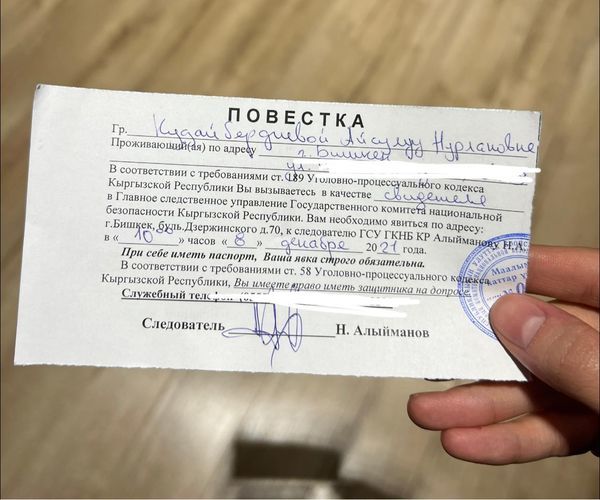 ПОВЕСТКА
Гр. Кудайбердиевой Айсулуу Нурлановне
Проживающий(ая) по адресу г. Бишкек
ул.
В соответствии с требованиями ст. 189 Уголовно-процессуального кодекса
Кыргызской Республики Вы вызываетесь в качестве свидетеля
в Главное следственное управление Государственного комитета национальной
безопасности Кыргызской Республики. Вам необходимо явиться по адресу:
г.Бишкек, буль.Дзержинского д.70, к следователю ГСУ ГКНБ КР Алыйманову Н.А.
в « 10 00 » часов « 8 » декабря 2021 года.
При себе иметь паспорт, Ваша явка строго обязательна.
В соответствии с требованиями ст. 58 Уголовно-процессуального кодекса
Кыргызской Республики, Вы имеете право иметь защитника на допросе
Служебный телефон
Следователь Н. Алыйманов